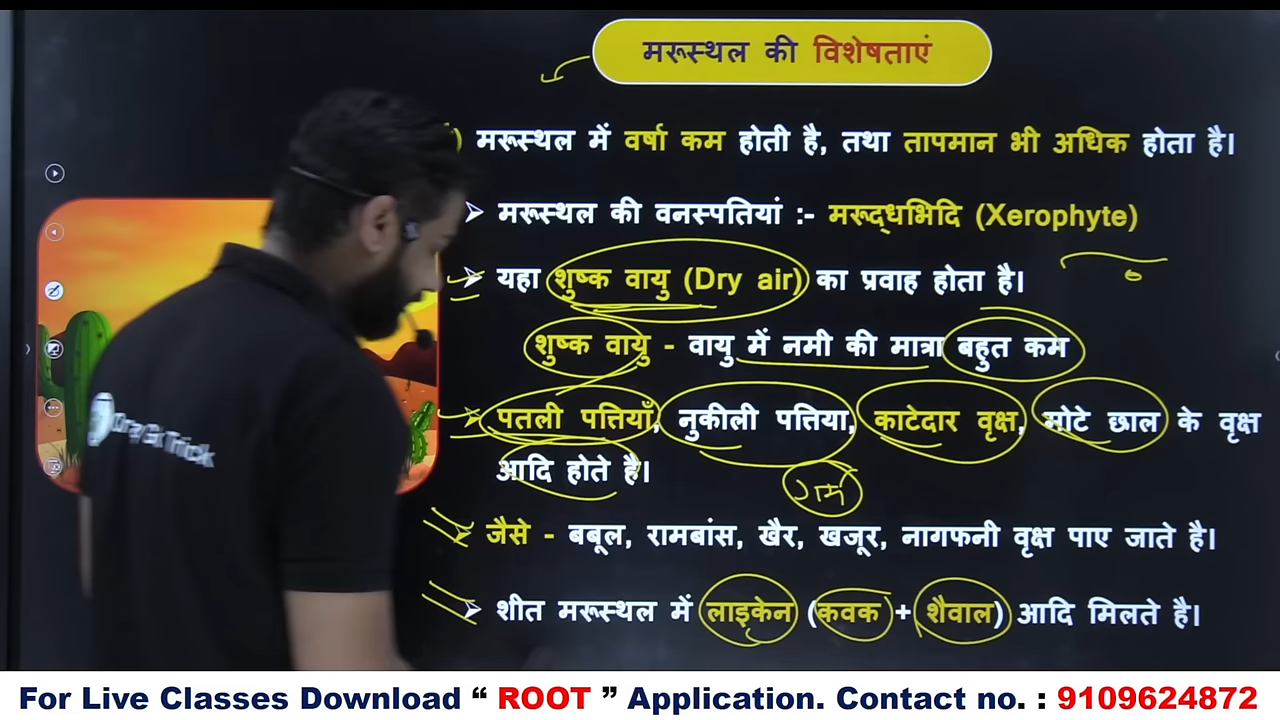 मरूस्थल की विशेषताएं
मरूस्थल में वर्षा कम होती है, तथा तापमान भी अधिक होता है।
मरूस्थल की वनस्पतियां :- मरूद्धभिदि (Xerophyte)
यहा शुष्क वायु (Dry air) का प्रवाह होता है।
शुष्क वायु - वायु में नमी की मात्रा बहुत कम
पतली पत्तियाँ, नुकीली पत्तिया, काटेदार वृक्ष, मोटे छाल के वृक्ष
आदि होते है।
गर्म
जैसे - बबूल, रामबांस, खैर, खजूर, नागफनी वृक्ष पाए जाते है।
शीत मरूस्थल में लाइकेन (कवक + शैवाल) आदि मिलते है।
For Live Classes Download “ ROOT ” Application. Contact no. : 9109624872